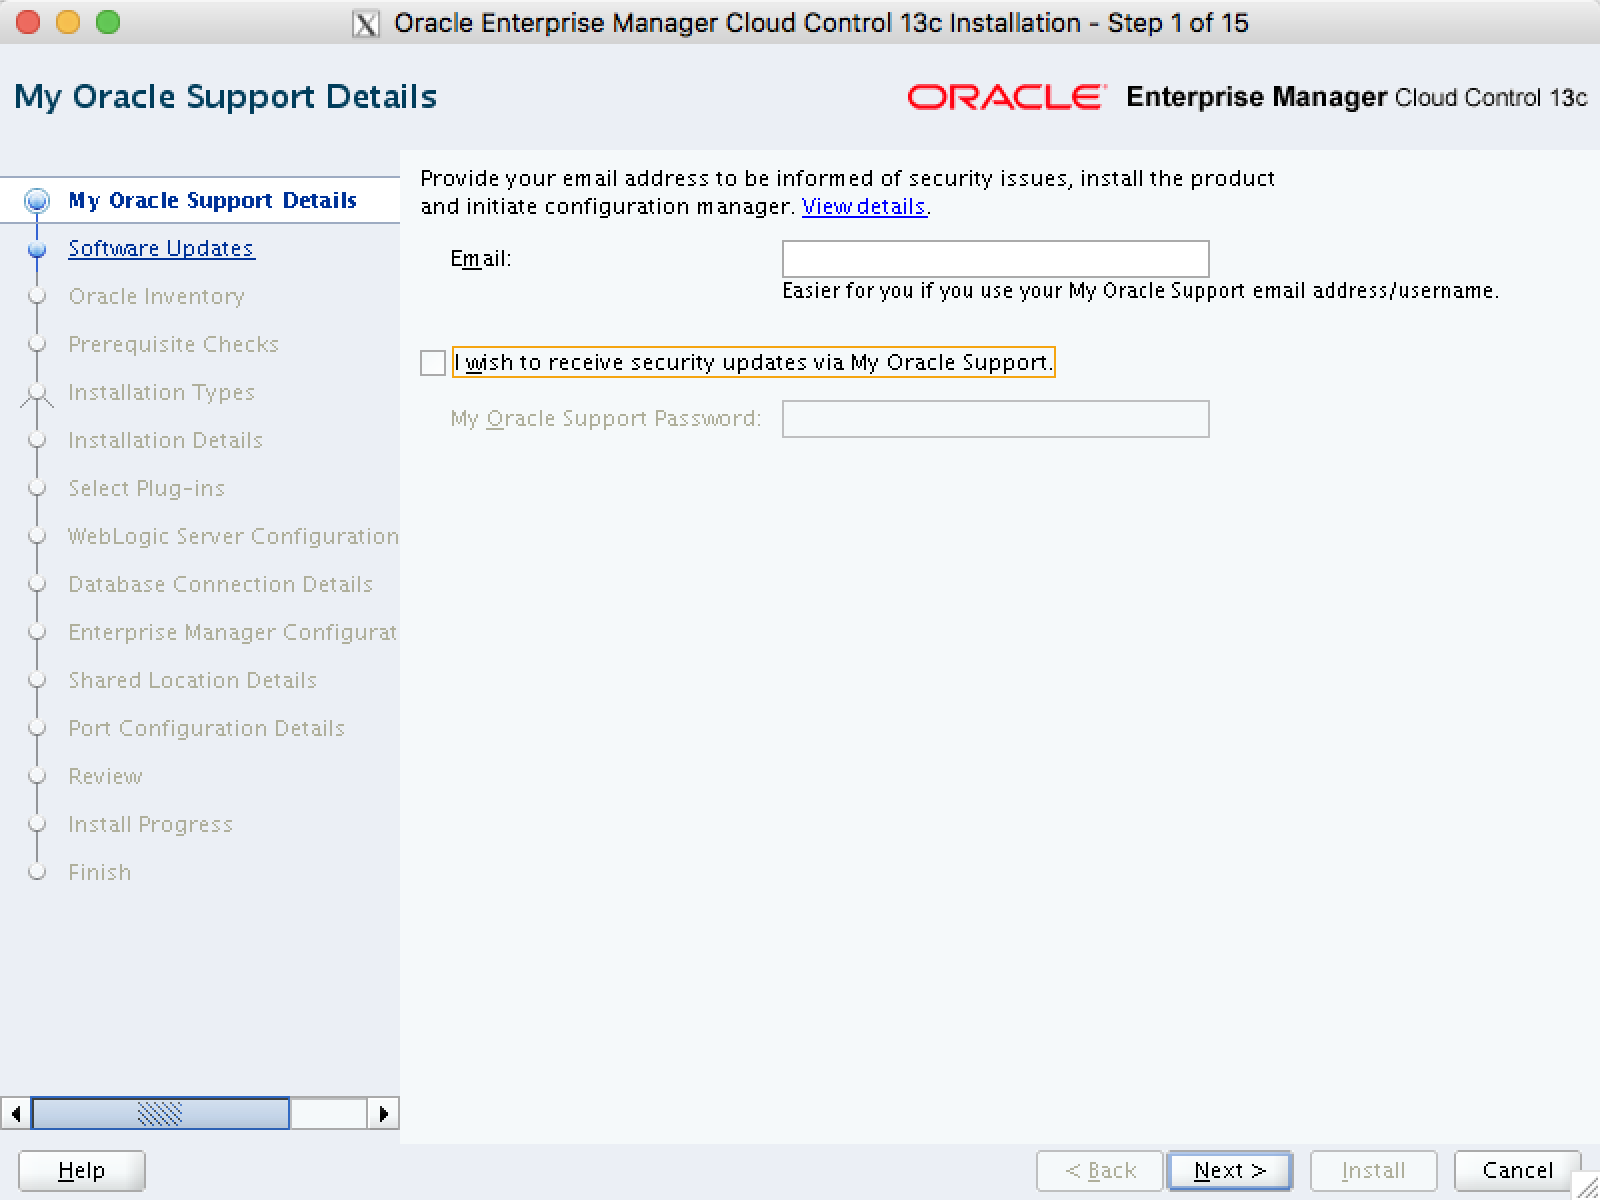 Oracle Enterprise Manager Cloud Control 13c Installation - Step 1 of 15
My Oracle Support Details
ORACLE Enterprise Manager Cloud Control 13c
My Oracle Support Details
Software Updates
Oracle Inventory
Prerequisite Checks
Installation Types
Installation Details
Select Plug-ins
WebLogic Server Configuration
Database Connection Details
Enterprise Manager Configurat
Shared Location Details
Port Configuration Details
Review
Install Progress
Finish
Provide your email address to be informed of security issues, install the product
and initiate configuration manager. View details.
Email:
Easier for you if you use your My Oracle Support email address/username.
I wish to receive security updates via My Oracle Support.
My Oracle Support Password:
Help
< Back
Next >
Install
Cancel